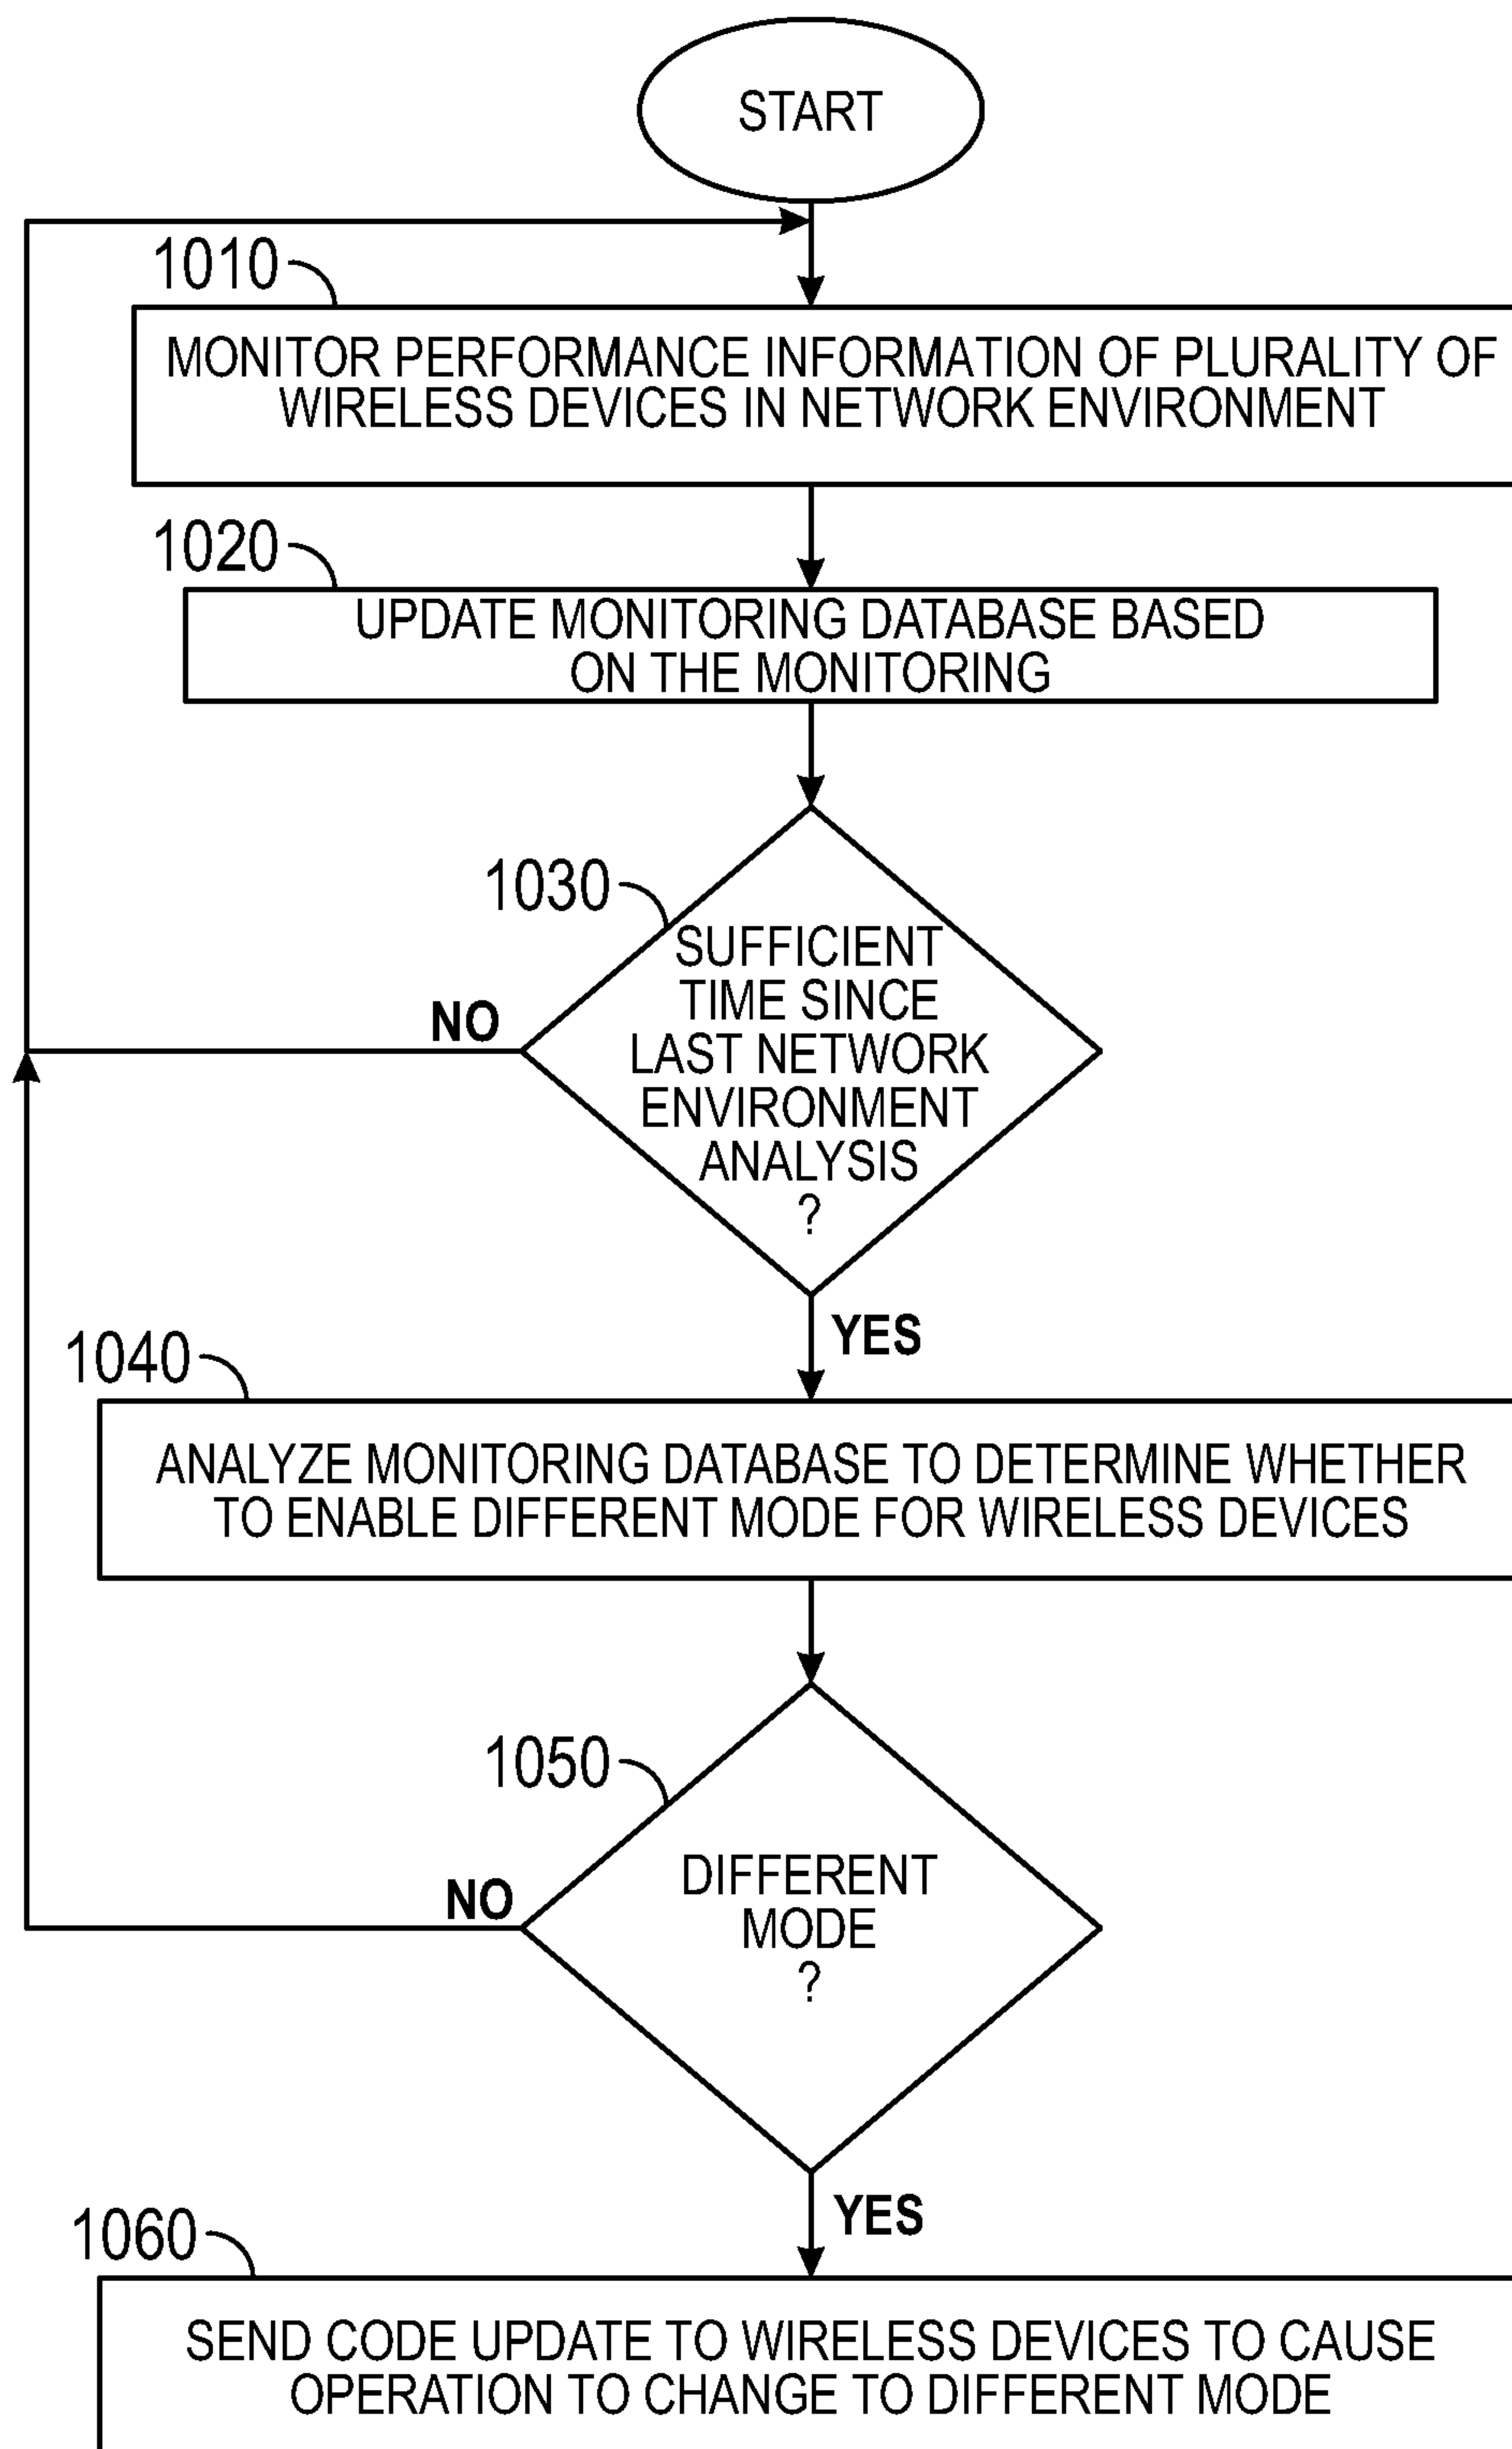 START
1010
MONITOR PERFORMANCE INFORMATION OF PLURALITY OF
WIRELESS DEVICES IN NETWORK ENVIRONMENT
1020
UPDATE MONITORING DATABASE BASED
ON THE MONITORING
1030
SUFFICIENT
TIME SINCE
LAST NETWORK
ENVIRONMENT
ANALYSIS
?
NO
YES
1040
ANALYZE MONITORING DATABASE TO DETERMINE WHETHER
TO ENABLE DIFFERENT MODE FOR WIRELESS DEVICES
1050
DIFFERENT
MODE
?
NO
YES
1060
SEND CODE UPDATE TO WIRELESS DEVICES TO CAUSE
OPERATION TO CHANGE TO DIFFERENT MODE